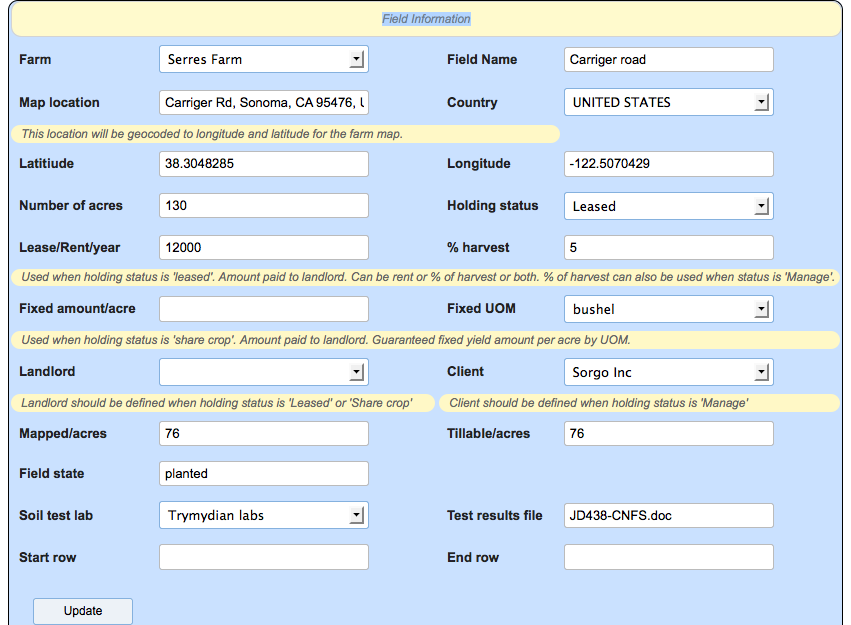 Field Information
Farm Serres Farm Field Name Carriger road
Map location Carriger Rd, Sonoma, CA 95476, U Country UNITED STATES
This location will be geocoded to longitude and latitude for the farm map.
Latitiude 38.3048285 Longitude -122.5070429
Number of acres 130 Holding status Leased
Lease/Rent/year 12000 % harvest 5
Used when holding status is 'leased'. Amount paid to landlord. Can be rent or % of harvest or both. % of harvest can also be used when status is 'Manage'.
Fixed amount/acre Fixed UOM bushel
Used when holding status is 'share crop'. Amount paid to landlord. Guaranteed fixed yield amount per acre by UOM.
Landlord Client Sorgo Inc
Landlord should be defined when holding status is 'Leased' or 'Share crop' Client should be defined when holding status is 'Manage'
Mapped/acres 76 Tillable/acres 76
Field state planted
Soil test lab Trymydian labs Test results file JD438-CNFS.doc
Start row End row
Update